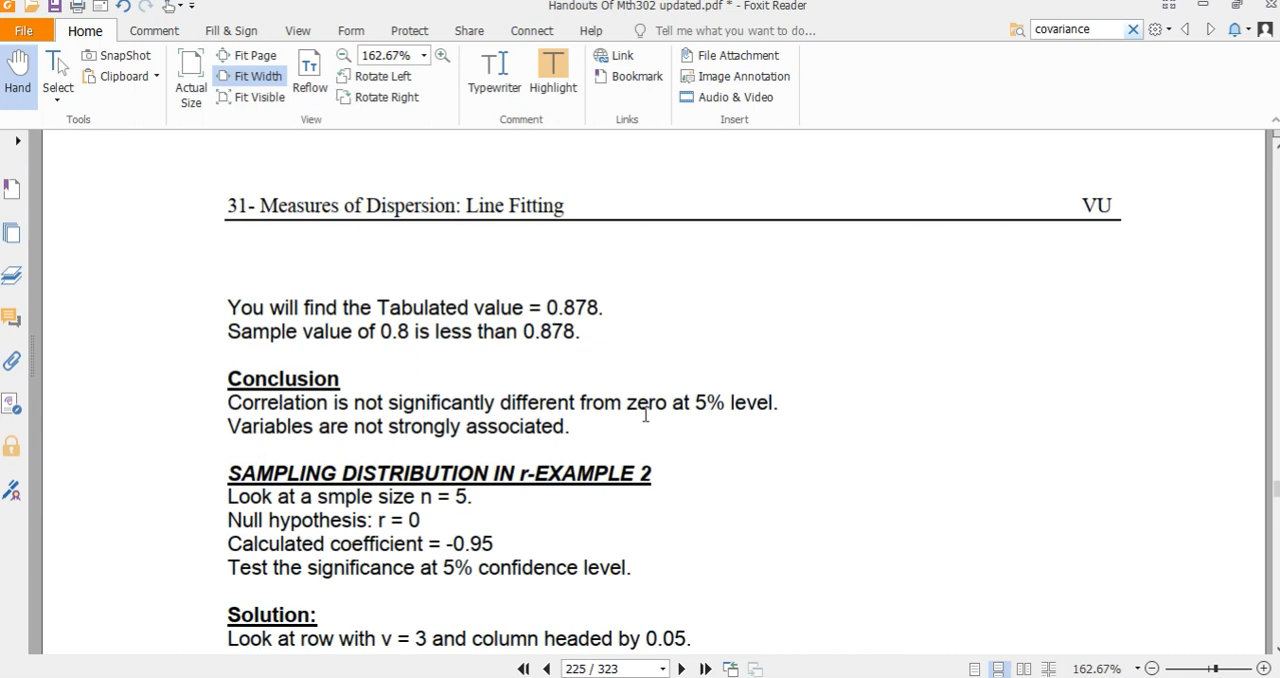 Handouts Of Mth302 updated.pdf * - Foxit Reader
File Home Comment Fill & Sign View Form Protect Share Connect Help Tell me what you want to do... covariance
SnapShot Fit Page 162.67% Link File Attachment
Clipboard Fit Width Rotate Left Bookmark Image Annotation
Hand Select Actual Size Fit Visible Reflow Rotate Right Typewriter Highlight Audio & Video
Tools View Comment Links Insert
31- Measures of Dispersion: Line Fitting VU
You will find the Tabulated value = 0.878.
Sample value of 0.8 is less than 0.878.
Conclusion
Correlation is not significantly different from zero at 5% level.
Variables are not strongly associated.
SAMPLING DISTRIBUTION IN r-EXAMPLE 2
Look at a smple size n = 5.
Null hypothesis: r = 0
Calculated coefficient = -0.95
Test the significance at 5% confidence level.
Solution:
Look at row with v = 3 and column headed by 0.05.
225 / 323 162.67%